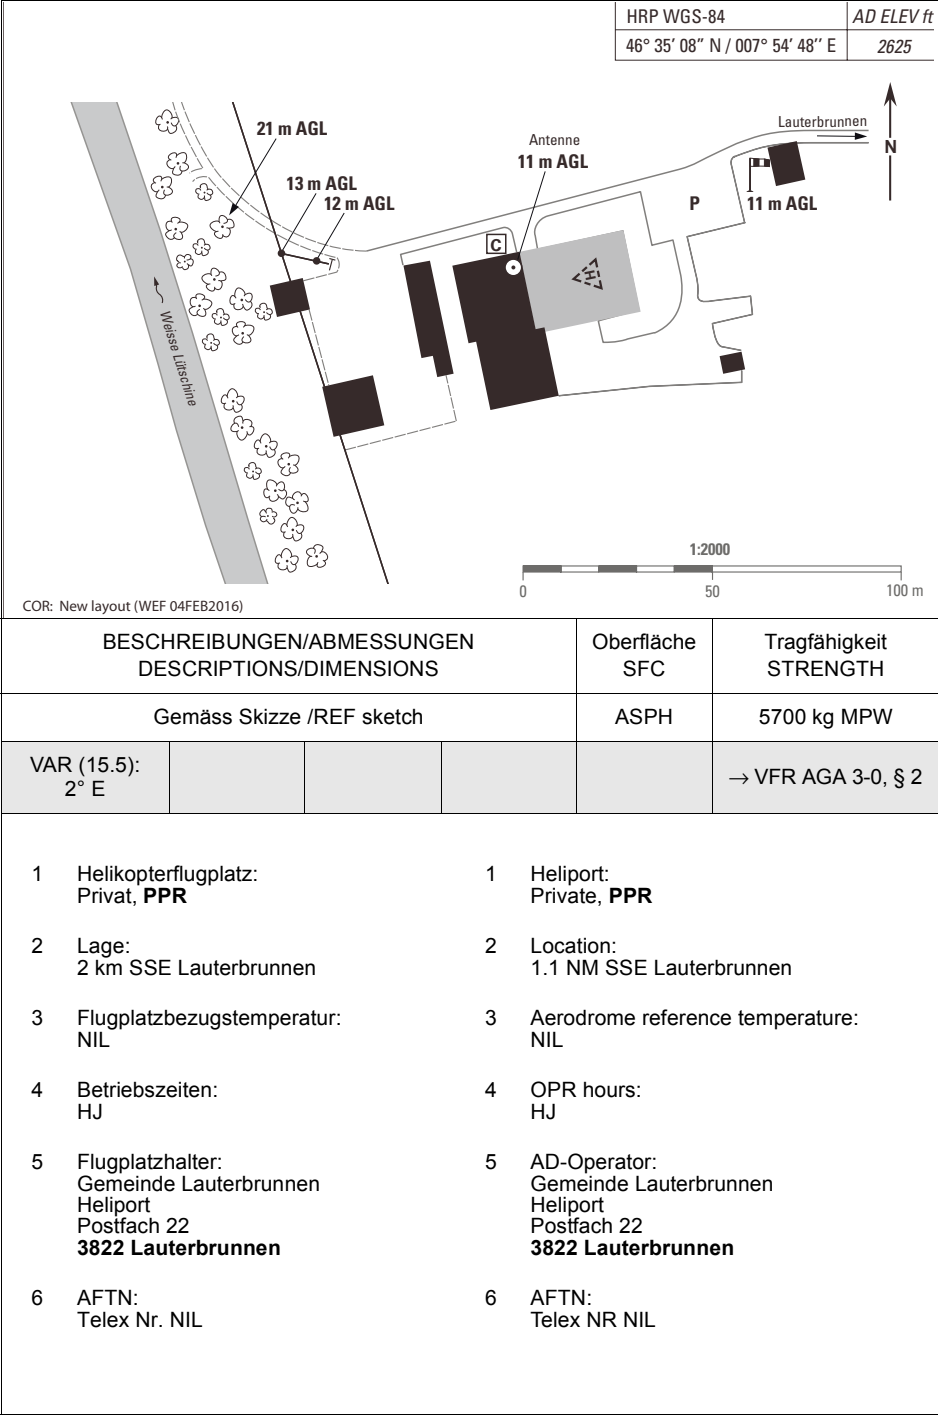 HRP WGS-84
AD ELEV ft
46° 35′ 08″ N / 007° 54′ 48′′ E
2625
Lauterbrunnen
N
21 m AGL
Antenne
11 m AGL
13 m AGL
12 m AGL
P
11 m AGL
C
H
Weisse Lütschine
1:2000
0
50
100 m
COR: New layout (WEF 04FEB2016)
BESCHREIBUNGEN/ABMESSUNGEN
DESCRIPTIONS/DIMENSIONS
Oberfläche
SFC
Tragfähigkeit
STRENGTH
Gemäss Skizze /REF sketch
ASPH
5700 kg MPW
VAR (15.5):
2° E
→ VFR AGA 3-0, § 2
1 Helikopterflugplatz:
Privat, PPR
2 Lage:
2 km SSE Lauterbrunnen
3 Flugplatzbezugstemperatur:
NIL
4 Betriebszeiten:
HJ
5 Flugplatzhalter:
Gemeinde Lauterbrunnen
Heliport
Postfach 22
3822 Lauterbrunnen
6 AFTN:
Telex Nr. NIL
1 Heliport:
Private, PPR
2 Location:
1.1 NM SSE Lauterbrunnen
3 Aerodrome reference temperature:
NIL
4 OPR hours:
HJ
5 AD-Operator:
Gemeinde Lauterbrunnen
Heliport
Postfach 22
3822 Lauterbrunnen
6 AFTN:
Telex NR NIL